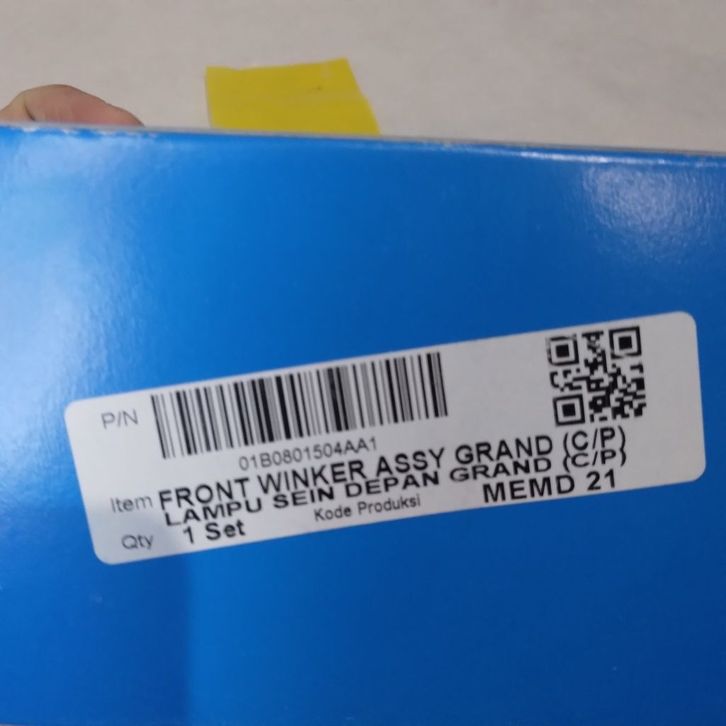 P/N
01B0801504AA1
Item FRONT WINKER ASSY GRAND (C/P)
LAMPU SEIN DEPAN GRAND (C/P)
Qty 1 Set Kode Produksi MEMD 21